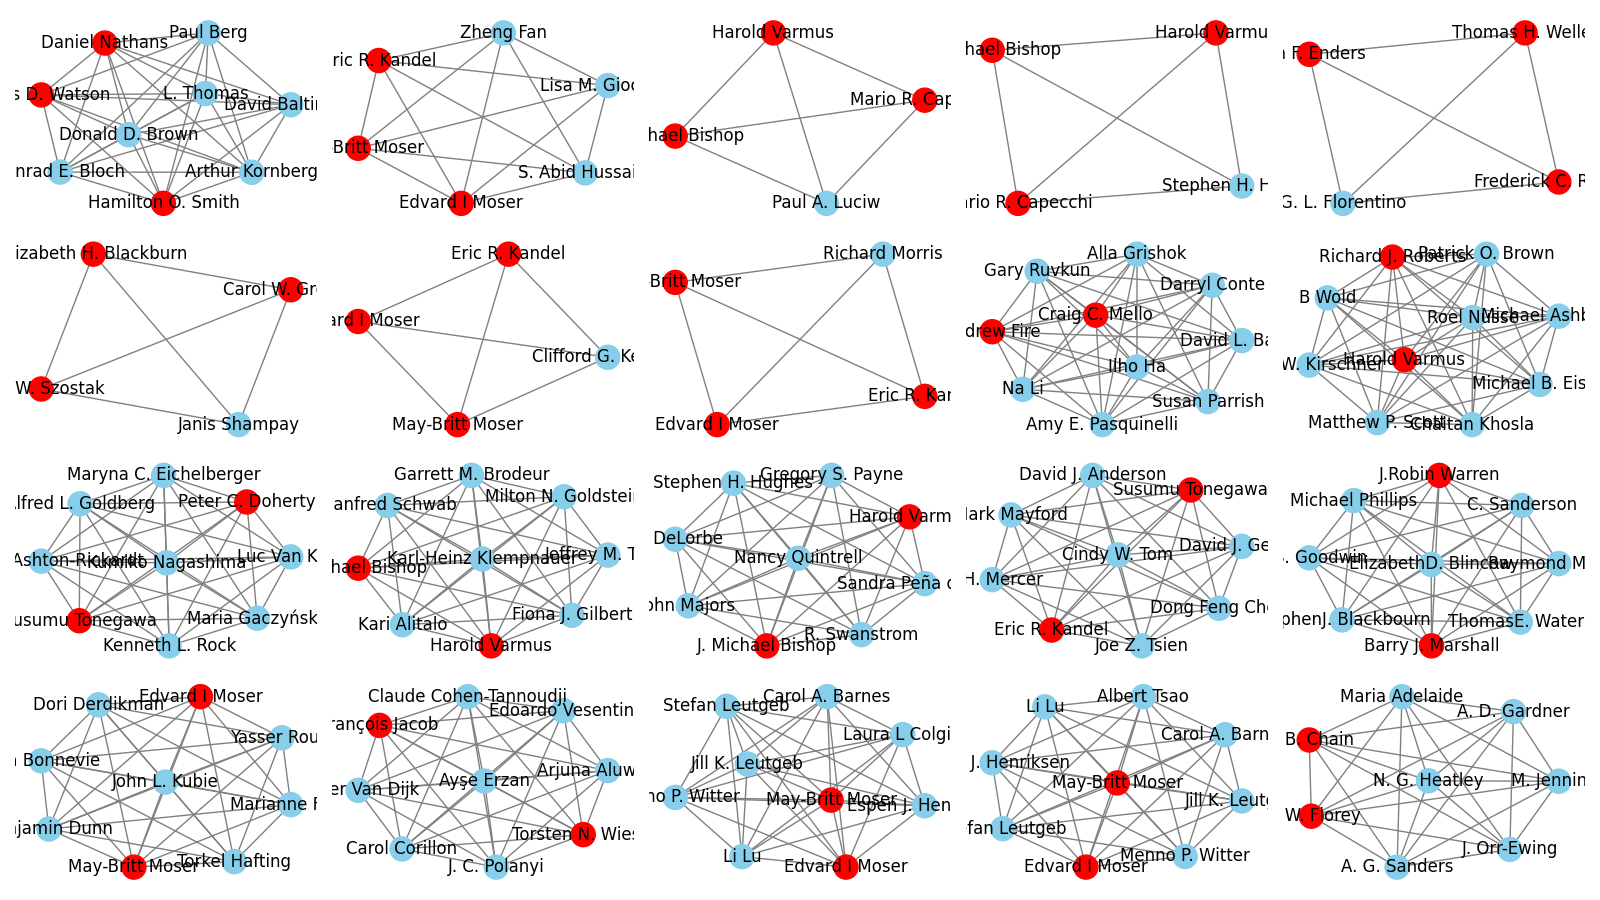 Paul Berg
Daniel Nathans
s D. Watson
L. Thomas
David Balti
Donald D. Brown
nrad E. Bloch
Arthur Kornberg
Hamilton O. Smith
Zheng Fan
ric R. Kandel
Lisa M. Gioc
Britt Moser
S. Abid Hussai
Edvard I Moser
Harold Varmus
Mario R. Cap
hael Bishop
Paul A. Luciw
Harold Varmu
hael Bishop
Stephen H. H
rio R. Capecchi
Thomas H. Welle
F. Enders
Frederick C. R
G. L. Florentino
izabeth H. Blackburn
Carol W. Gr
W. Szostak
Janis Shampay
Eric R. Kandel
ard I Moser
Clifford G. Ke
May-Britt Moser
Richard Morris
Britt Moser
Eric R. Kan
Edvard I Moser
Alla Grishok
Gary Ruvkun
Darryl Conte
Craig C. Mello
drew Fire
David L. Ba
Ilho Ha
Na Li
Susan Parrish
Amy E. Pasquinelli
Patrick O. Brown
Richard J. Roberts
B Wold
Roel Nusse
Michael Ashb
W. Kirschner
Harold Varmus
Michael B. Eis
Matthew P. Scott
Chaitan Khosla
Maryna C. Eichelberger
lfred L. Goldberg
Peter C. Doherty
Ashton-Rickardt
Kumiko Nagashima
Luc Van K
usumu Tonegawa
Maria Gaczyńsk
Kenneth L. Rock
Garrett M. Brodeur
anfred Schwab
Milton N. Goldstei
Karl-Heinz Klempnauer
Jeffrey M. T
hael Bishop
Kari Alitalo
Fiona J. Gilbert
Harold Varmus
Gregory S. Payne
Stephen H. Hughes
Harold Varm
DeLorbe
Nancy Quintrell
Sandra Peña
ohn Majors
R. Swanstrom
J. Michael Bishop
David J. Anderson
Susumu Tonegawa
ark Mayford
Cindy W. Tom
David J. Ge
H. Mercer
Dong Feng Che
Eric R. Kandel
Joe Z. Tsien
J.Robin Warren
Michael Phillips
C. Sanderson
. Goodwin
ElizabethD. Blincow
Raymond M
phenJ. Blackbourn
ThomasE. Water
Barry J. Marshall
Edvard I Moser
Dori Derdikman
Yasser Rou
Bonnevie
John L. Kubie
Marianne F
njamin Dunn
Torkel Hafting
May-Britt Moser
Claude Cohen-Tannoudji
Edoardo Vesentin
rançois Jacob
Ayşe Erzan
Arjuna Aluw
er Van Dijk
Torsten N. Wies
Carol Corillon
J. C. Polanyi
Carol A. Barnes
Stefan Leutgeb
Laura L Colgi
Jill K. Leutgeb
no P. Witter
May-Britt Moser
Espen J. Hen
Li Lu
Edvard I Moser
Albert Tsao
Li Lu
Carol A. Barn
J. Henriksen
May-Britt Moser
Jill K. Leutg
efan Leutgeb
Menno P. Witter
Edvard I Moser
Maria Adelaide
A. D. Gardner
B. Chain
N. G. Heatley
M. Jennin
W. Florey
J. Orr-Ewing
A. G. Sanders